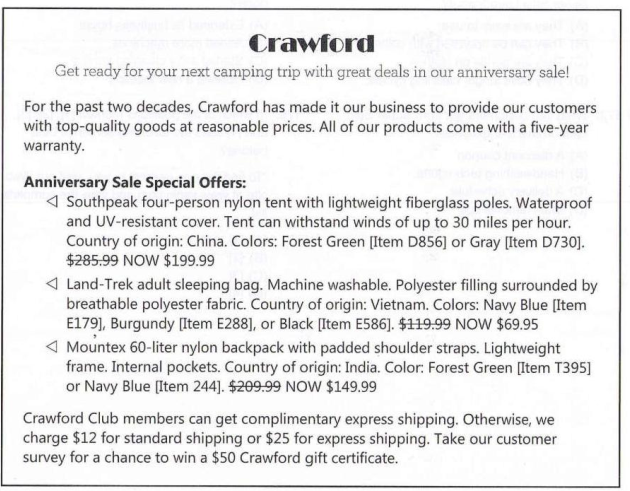 Crawford
Get ready for your next camping trip with great deals in our anniversary sale!
For the past two decades, Crawford has made it our business to provide our customers
with top-quality goods at reasonable prices. All of our products come with a five-year
warranty.
Anniversary Sale Special Offers:
◁ Southpeak four-person nylon tent with lightweight fiberglass poles. Waterproof
and UV-resistant cover. Tent can withstand winds of up to 30 miles per hour.
Country of origin: China. Colors: Forest Green [Item D856] or Gray [Item D730].
$285.99 NOW $199.99
◁ Land-Trek adult sleeping bag. Machine washable. Polyester filling surrounded by
breathable polyester fabric. Country of origin: Vietnam. Colors: Navy Blue [Item
E179], Burgundy [Item E288], or Black [Item E586]. $119.99 NOW $69.95
◁ Mountex 60-liter nylon backpack with padded shoulder straps. Lightweight
frame. Internal pockets. Country of origin: India. Color: Forest Green [Item T395]
or Navy Blue [Item 244]. $209.99 NOW $149.99
Crawford Club members can get complimentary express shipping. Otherwise, we
charge $12 for standard shipping or $25 for express shipping. Take our customer
survey for a chance to win a $50 Crawford gift certificate.